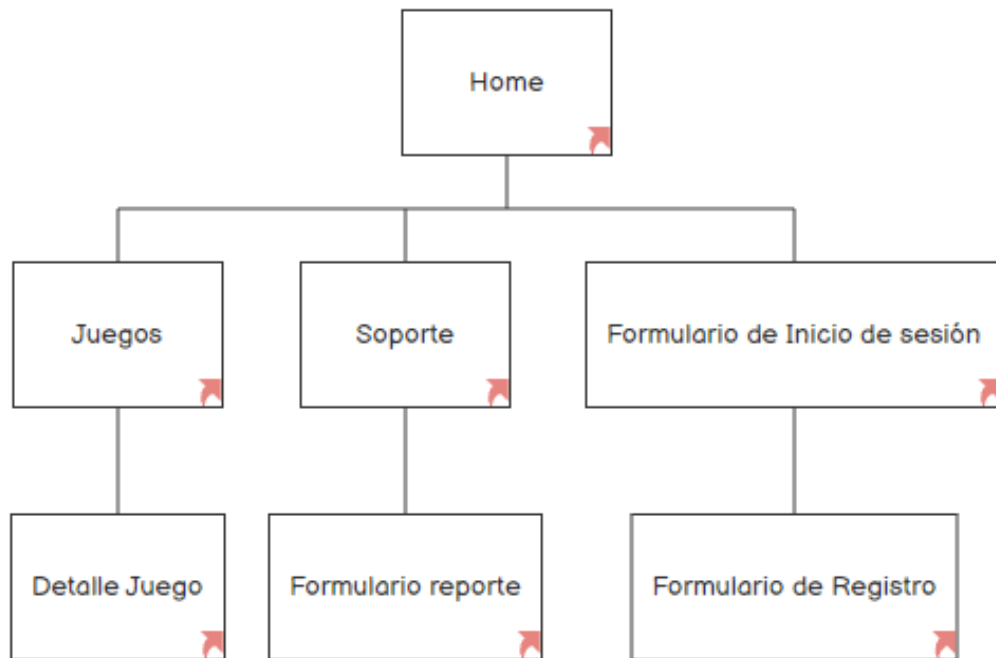 Home
Juegos
Soporte
Formulario de Inicio de sesión
Detalle Juego
Formulario reporte
Formulario de Registro